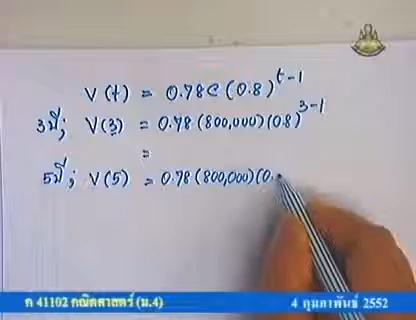 V(t) = 0.78C(0.8)^t-1
3ปี; V(3) = 0.78(800,000)(0.8)^3-1
=
5ปี; V(5) = 0.78(800,000)(0.
ค 41102 คณิตศาสตร์ (ม.4) 4 กุมภาพันธ์ 2552